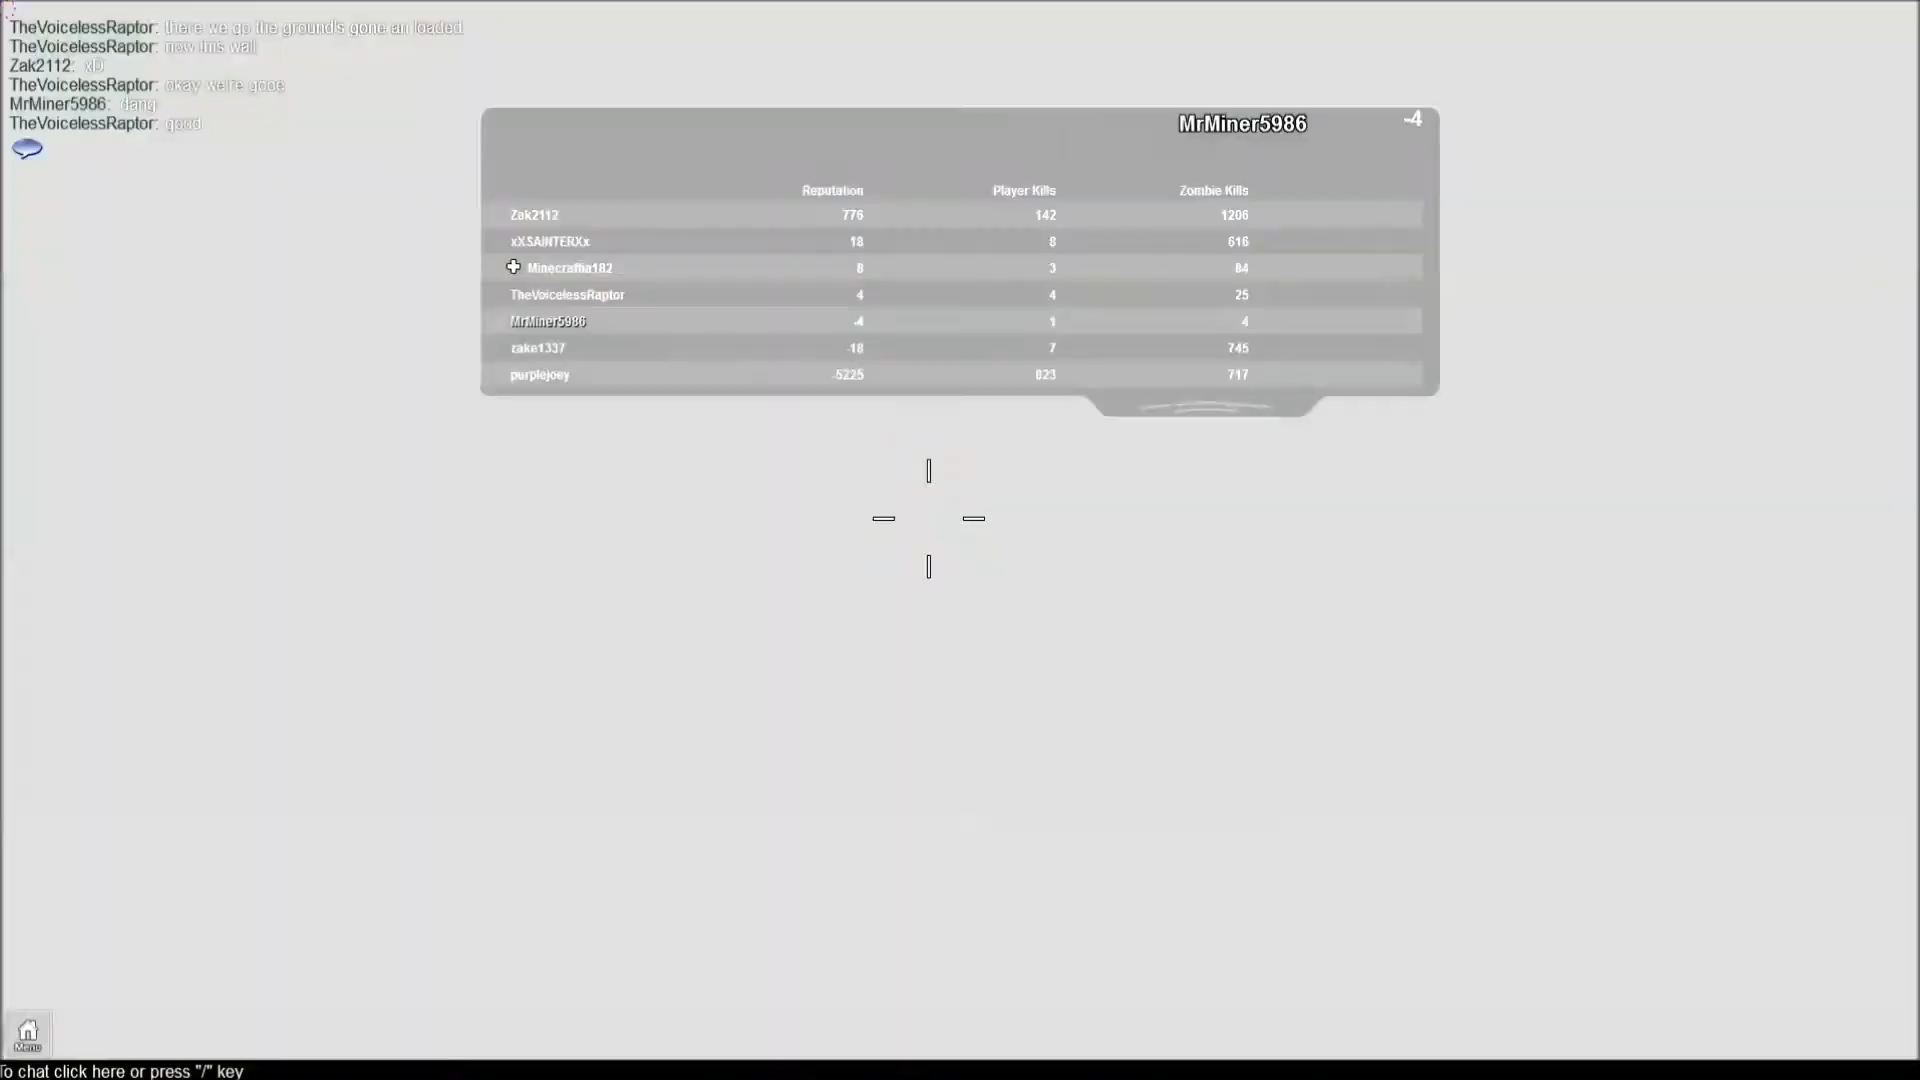 TheVoicelessRaptor: there we go the ground's gone an loaded
TheVoicelessRaptor: now this wall
Zak2112: xD
TheVoicelessRaptor: okay we're gooe
MrMiner5986: dang
TheVoicelessRaptor: good
MrMiner5986 -4
Reputation Player Kills Zombie Kills
Zak2112 776 142 1206
xXSAINTERXx 18 8 616
Minecraftia182 8 3 84
TheVoicelessRaptor 4 4 25
MrMiner5986 -4 1 4
zake1337 -18 7 745
purplejoey -5225 823 717
Menu
To chat click here or press "/" key